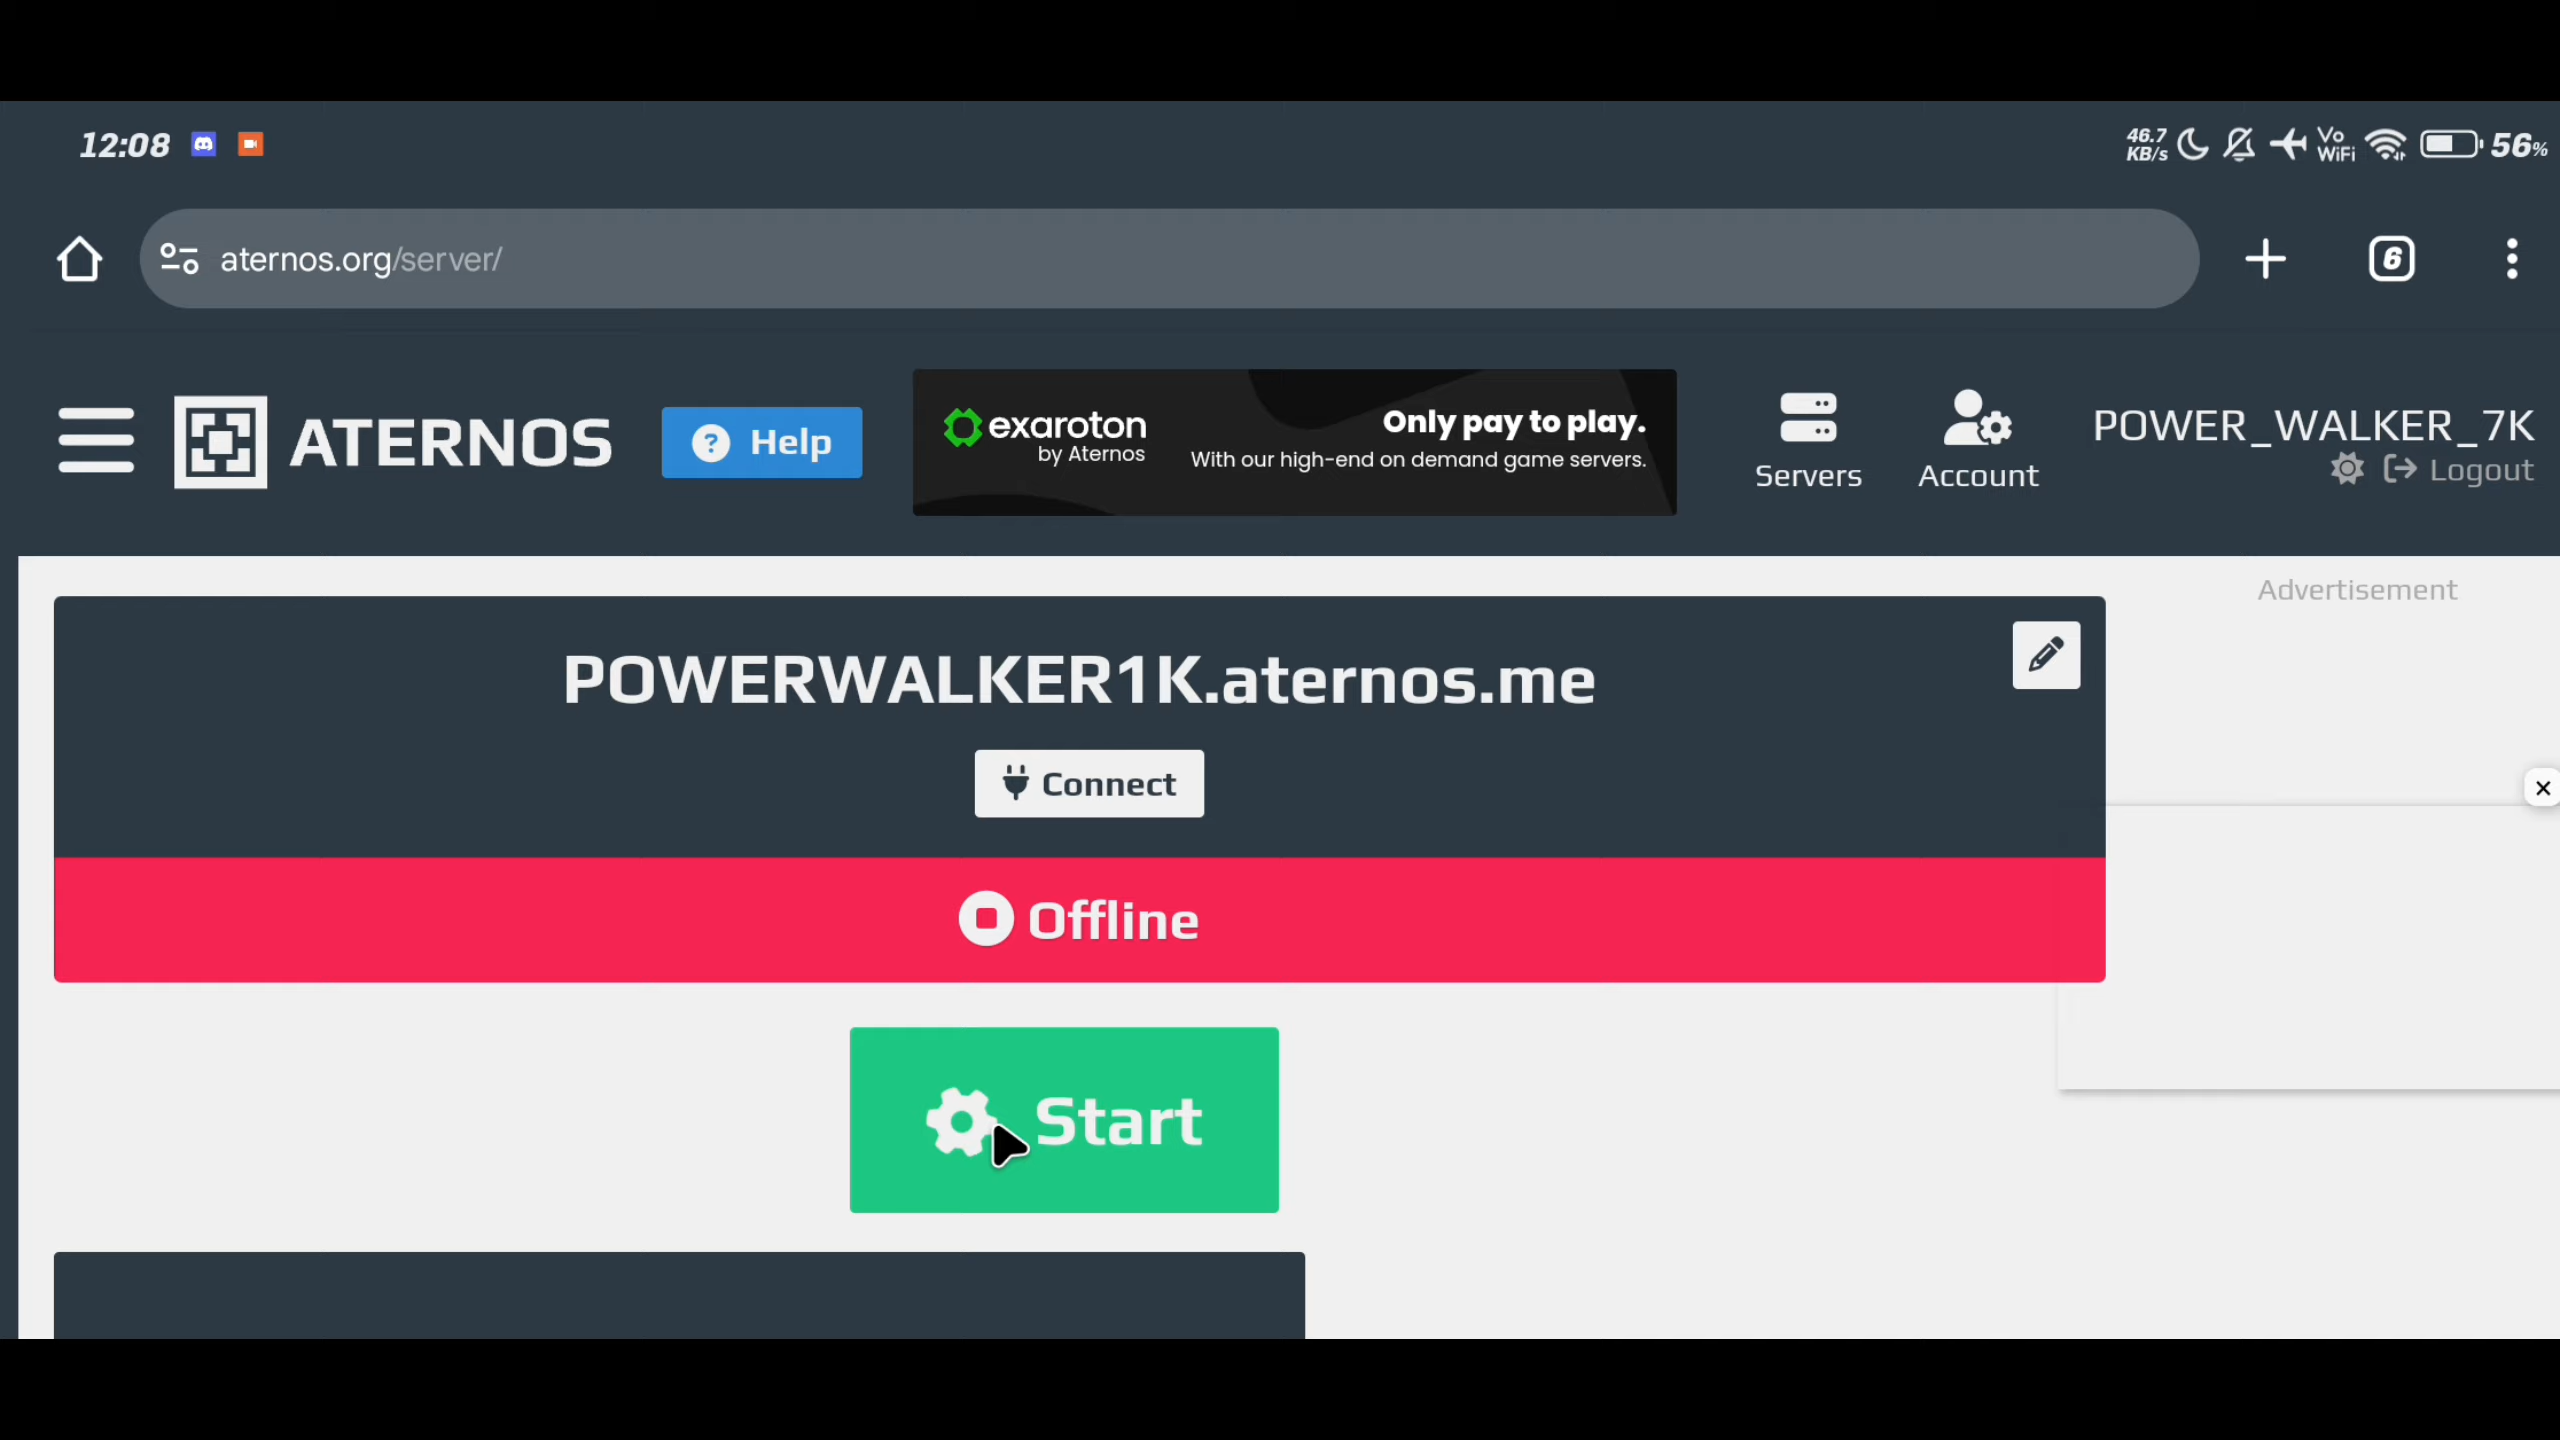 12:08
46.7
KB/s
Vo
WiFi
56%
aternos.org/server/
6
ATERNOS
? Help
exaroton
by Aternos
Only pay to play.
With our high-end on demand game servers.
Servers
Account
POWER_WALKER_7K
Logout
Advertisement
POWERWALKER1K.aternos.me
Connect
Offline
Start